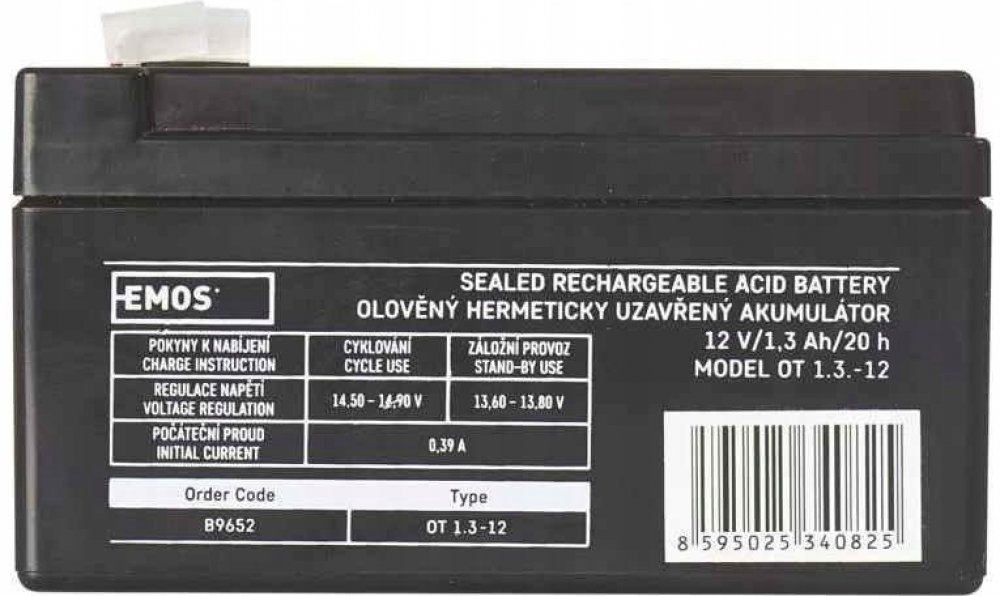 EMOS
SEALED RECHARGEABLE ACID BATTERY
OLOVĚNÝ HERMETICKY UZAVŘENÝ AKUMULÁTOR
12 V/1,3 Ah/20 h
MODEL OT 1.3.-12
POKYNY K NABÍJENÍ
CHARGE INSTRUCTION
CYKLOVÁNÍ
CYCLE USE
ZÁLOŽNÍ PROVOZ
STAND-BY USE
REGULACE NAPĚTÍ
VOLTAGE REGULATION
14.50 – 14.90 V
13,60 – 13,80 V
POČÁTEČNÍ PROUD
INITIAL CURRENT
0,39 A
Order Code
Type
B9652
OT 1.3-12
8 595025 340825